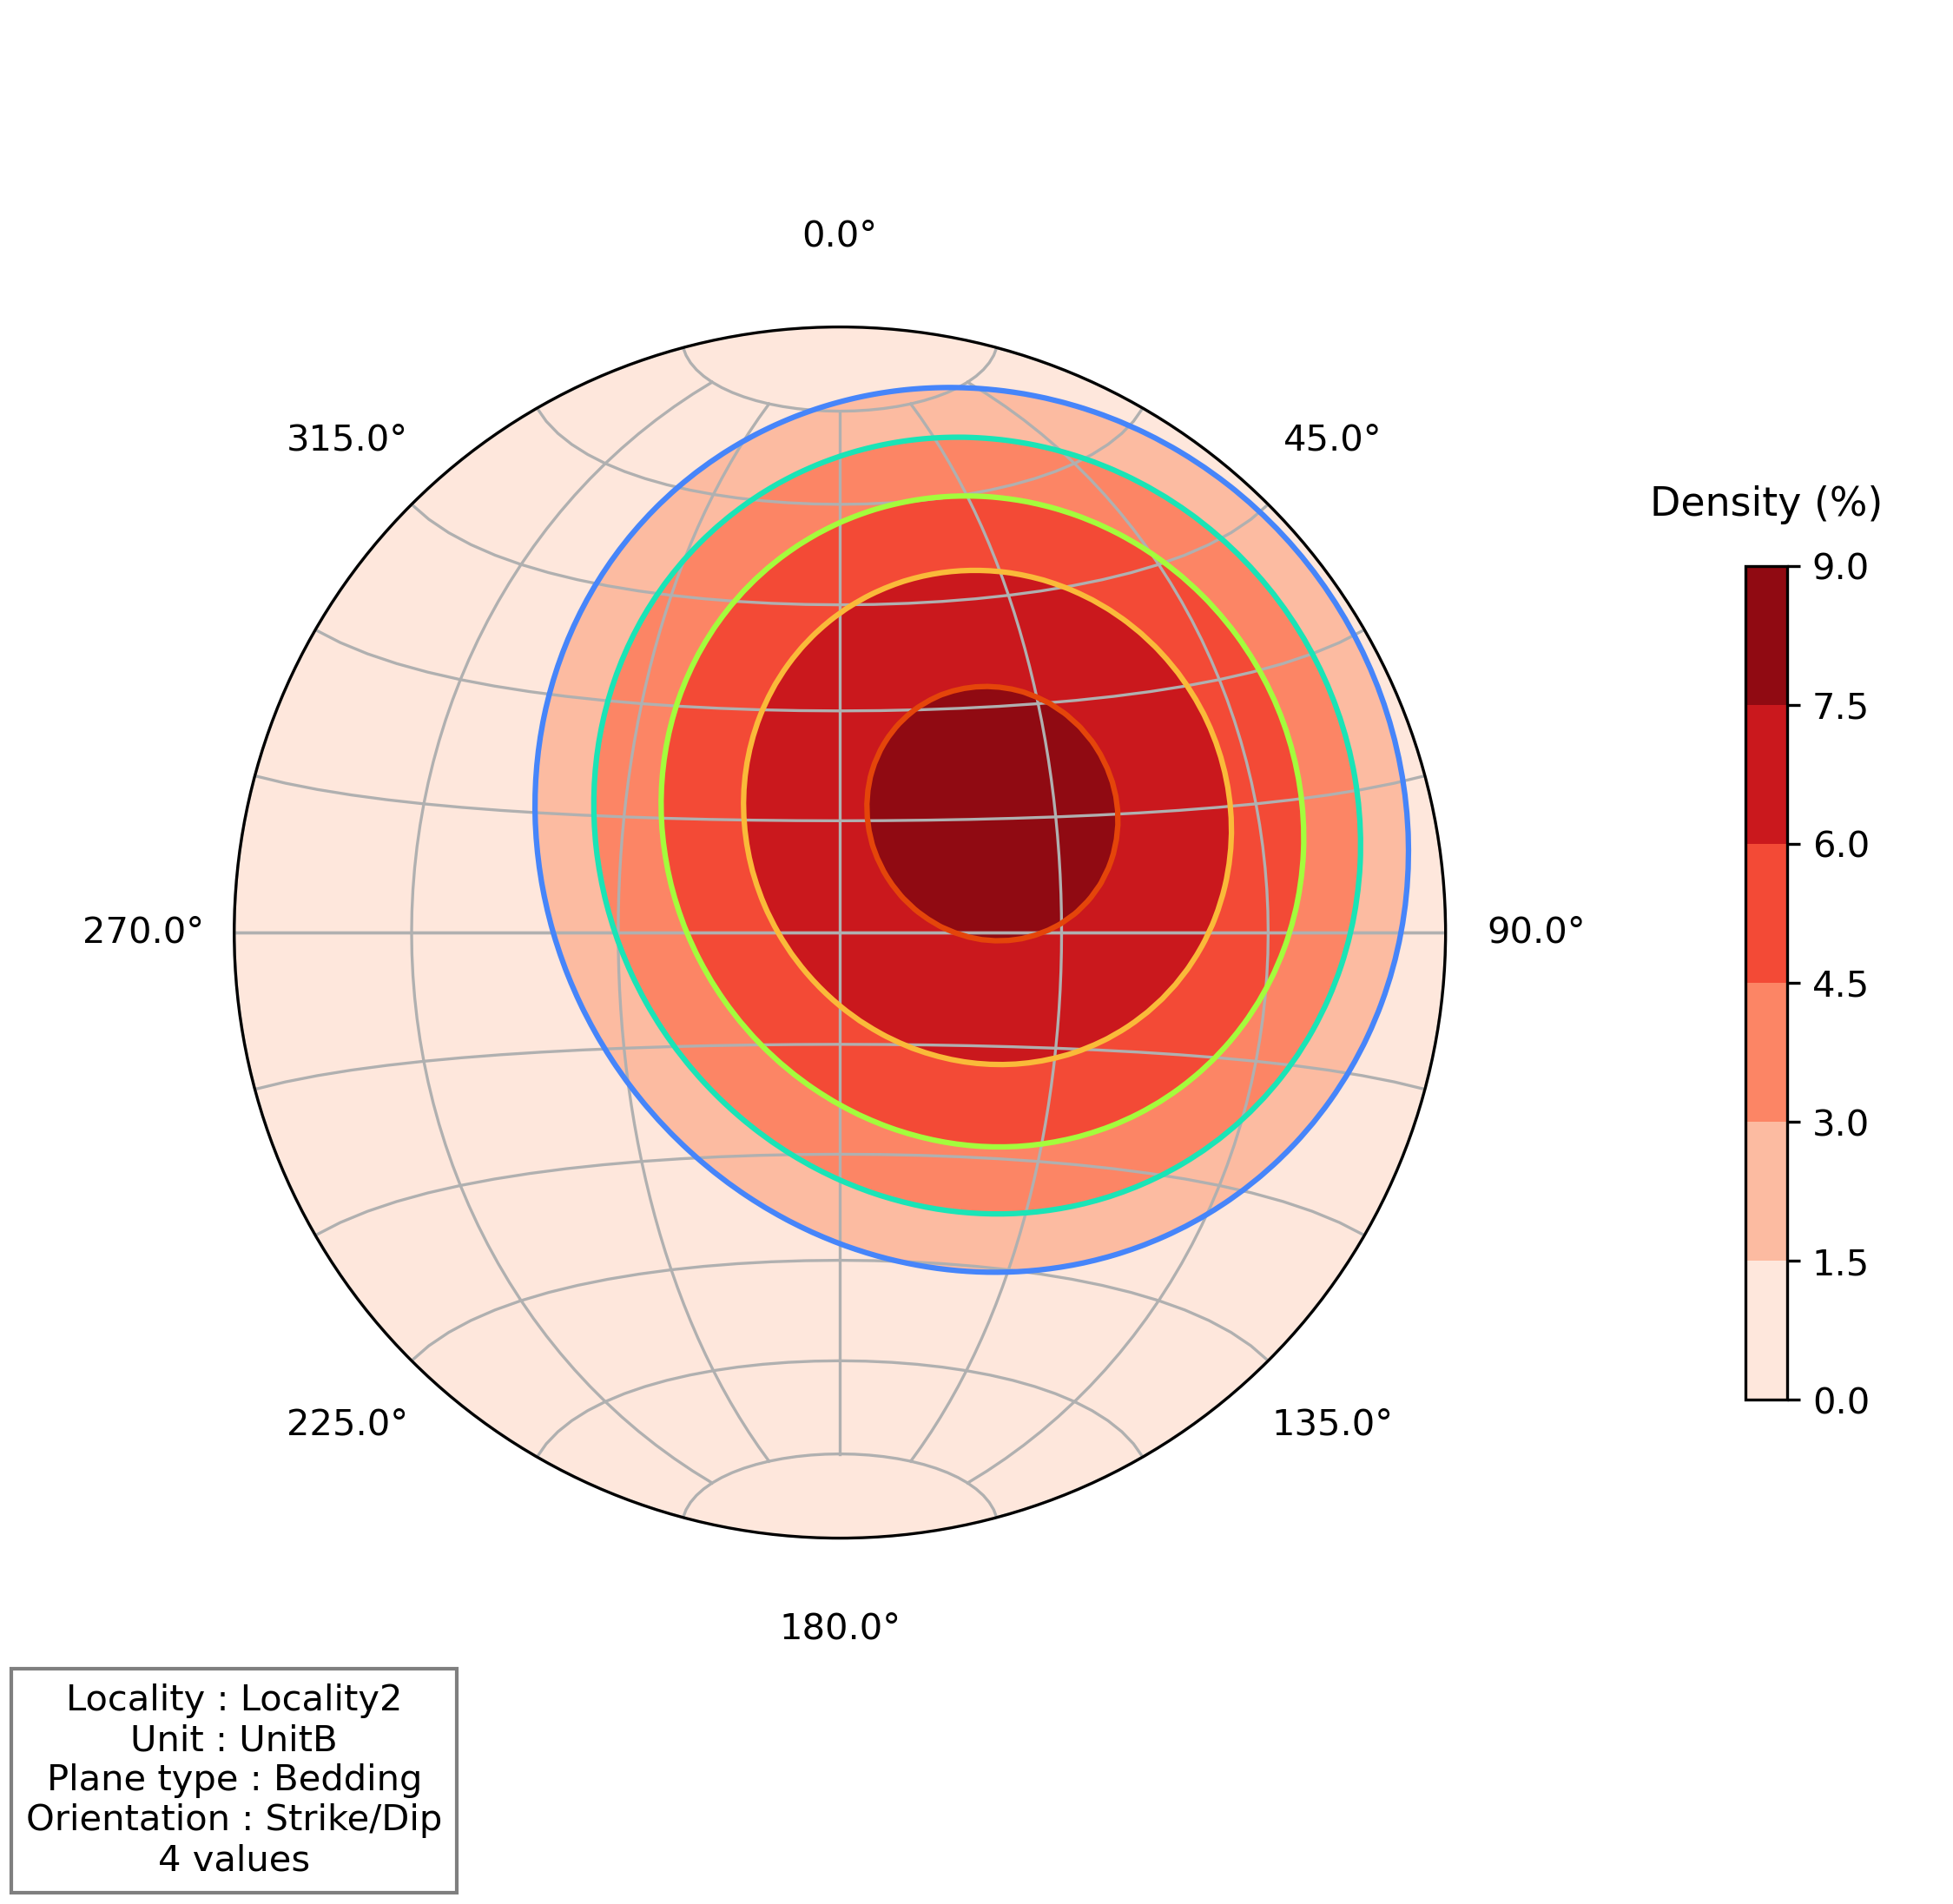 0.0°
315.0°
45.0°
Density (%)
9.0
7.5
6.0
270.0°
90.0°
4.5
3.0
1.5
0.0
225.0°
135.0°
180.0°
Locality : Locality2
Unit : UnitB
Plane type : Bedding
Orientation : Strike/Dip
4 values